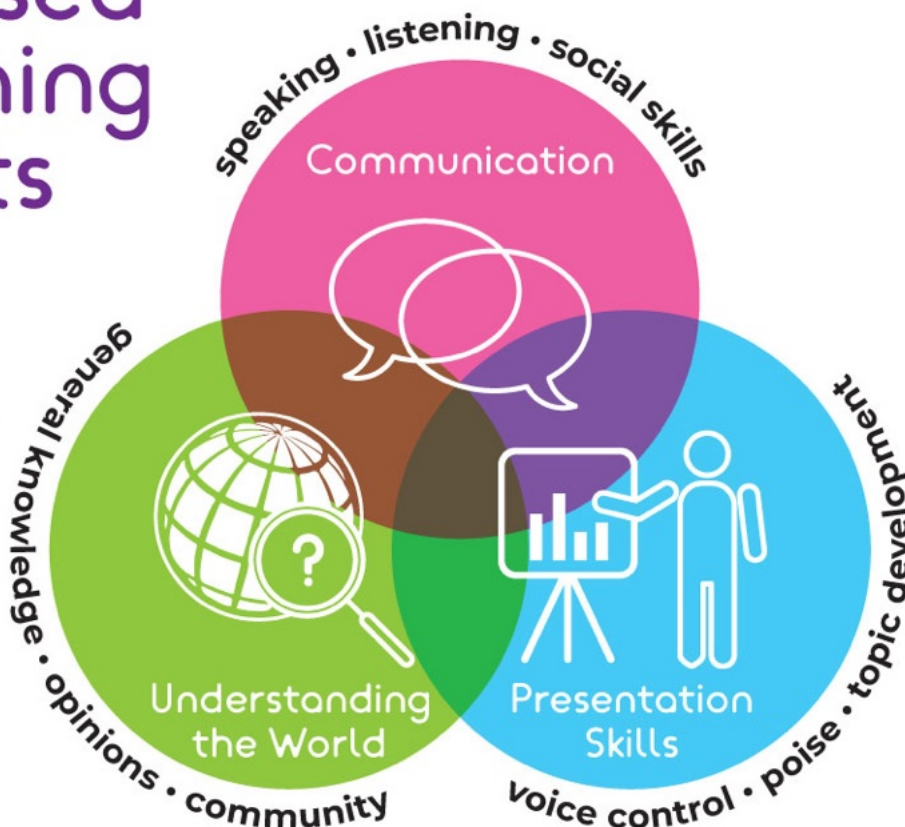 speaking • listening • social skills
Communication
general knowledge • opinions • community
?
Understanding
the World
Presentation
Skills
voice control • poise • topic development